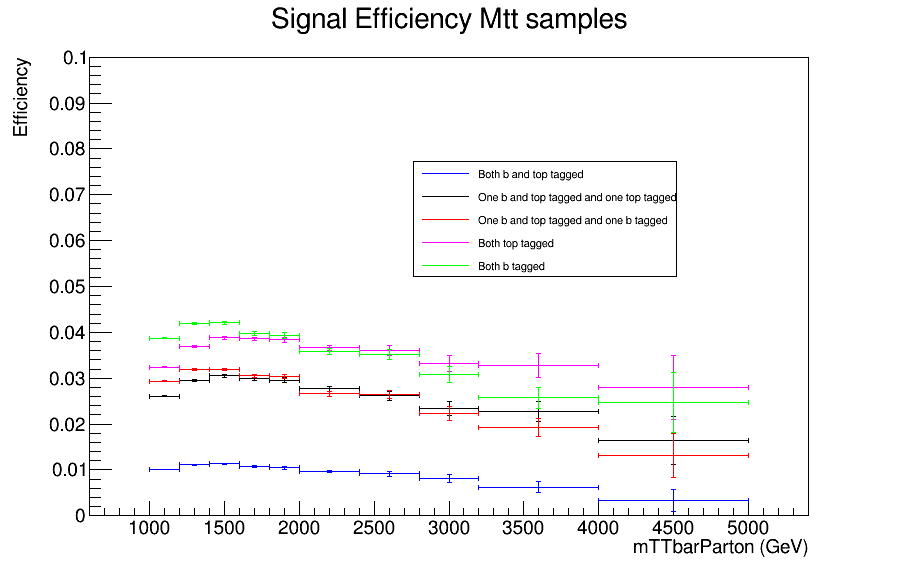 Signal Efficiency Mtt samples
Efficiency
0.1
0.09
0.08
0.07
0.06
0.05
0.04
0.03
0.02
0.01
0
Both b and top tagged
One b and top tagged and one top tagged
One b and top tagged and one b tagged
Both top tagged
Both b tagged
1000 1500 2000 2500 3000 3500 4000 4500 5000
mTTbarParton (GeV)